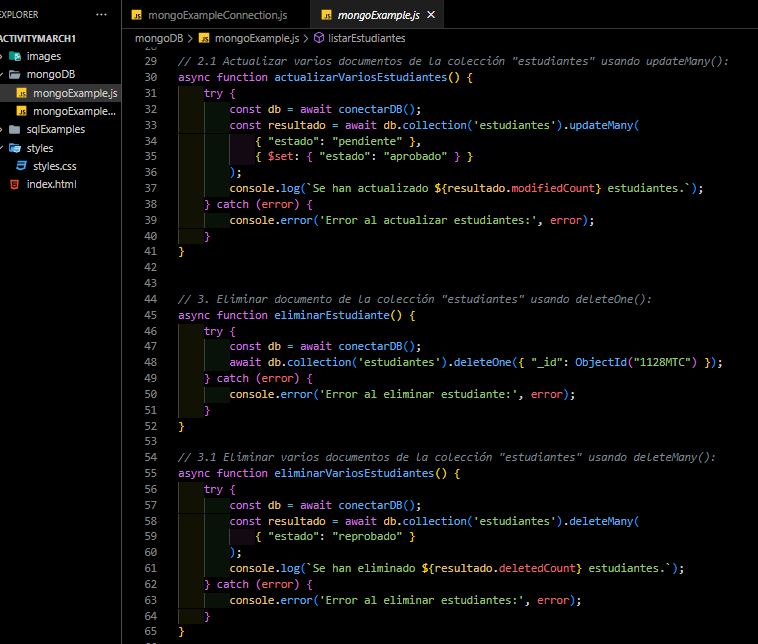 EXPLORER ...
ACTIVITYMARCH1
images
mongoDB
mongoExample.js
mongoExample...
sqlExamples
styles
styles.css
index.html
mongoExampleConnection.js
mongoExample.js
mongoDB > mongoExample.js > listarEstudiantes
29 // 2.1 Actualizar varios documentos de la colección "estudiantes" usando updateMany():
30 async function actualizarVariosEstudiantes() {
31 try {
32 const db = await conectarDB();
33 const resultado = await db.collection('estudiantes').updateMany(
34 { "estado": "pendiente" },
35 { $set: { "estado": "aprobado" } }
36 );
37 console.log(`Se han actualizado ${resultado.modifiedCount} estudiantes.`);
38 } catch (error) {
39 console.error('Error al actualizar estudiantes:', error);
40 }
41 }
42
43
44 // 3. Eliminar documento de la colección "estudiantes" usando deleteOne():
45 async function eliminarEstudiante() {
46 try {
47 const db = await conectarDB();
48 await db.collection('estudiantes').deleteOne({ "_id": ObjectId("1128MTC") });
49 } catch (error) {
50 console.error('Error al eliminar estudiante:', error);
51 }
52 }
53
54 // 3.1 Eliminar varios documentos de la colección "estudiantes" usando deleteMany():
55 async function eliminarVariosEstudiantes() {
56 try {
57 const db = await conectarDB();
58 const resultado = await db.collection('estudiantes').deleteMany(
59 { "estado": "reprobado" }
60 );
61 console.log(`Se han eliminado ${resultado.deletedCount} estudiantes.`);
62 } catch (error) {
63 console.error('Error al eliminar estudiantes:', error);
64 }
65 }